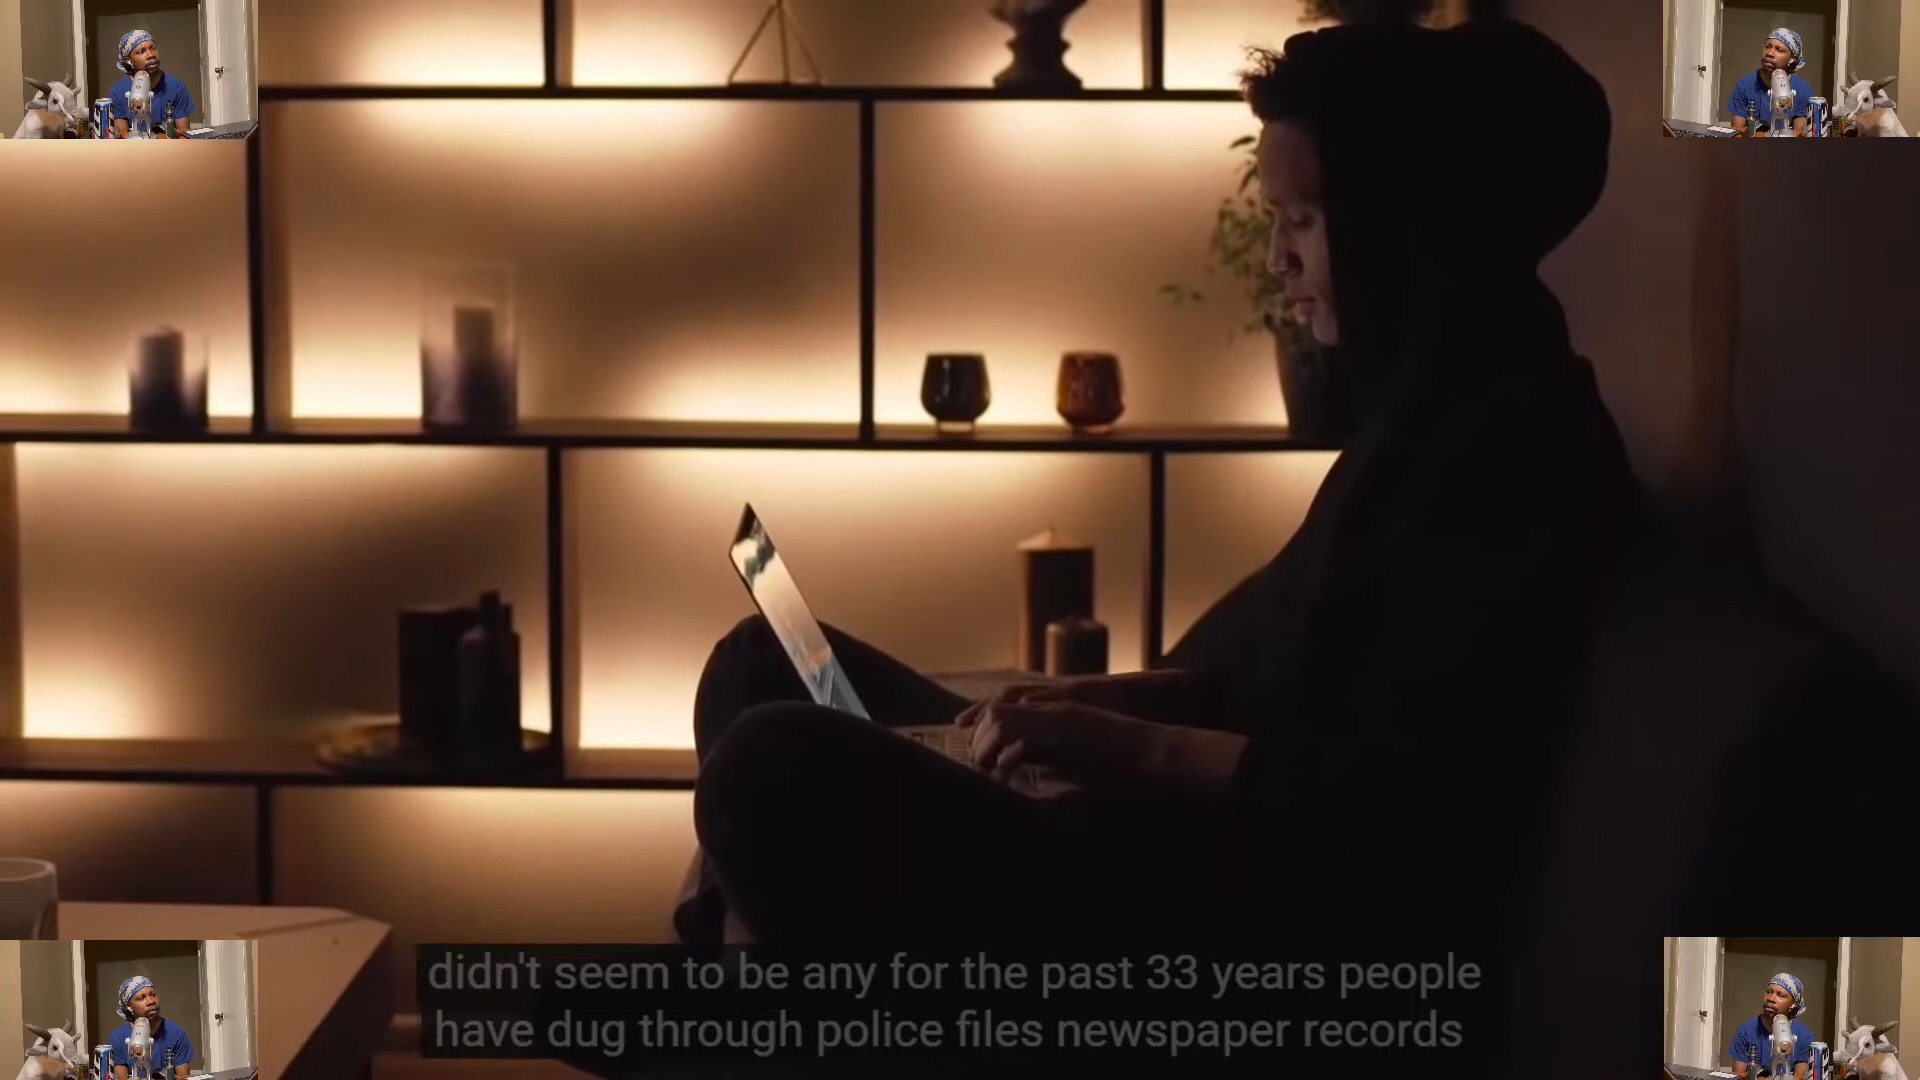 didn't seem to be any for the past 33 years people
have dug through police files newspaper records